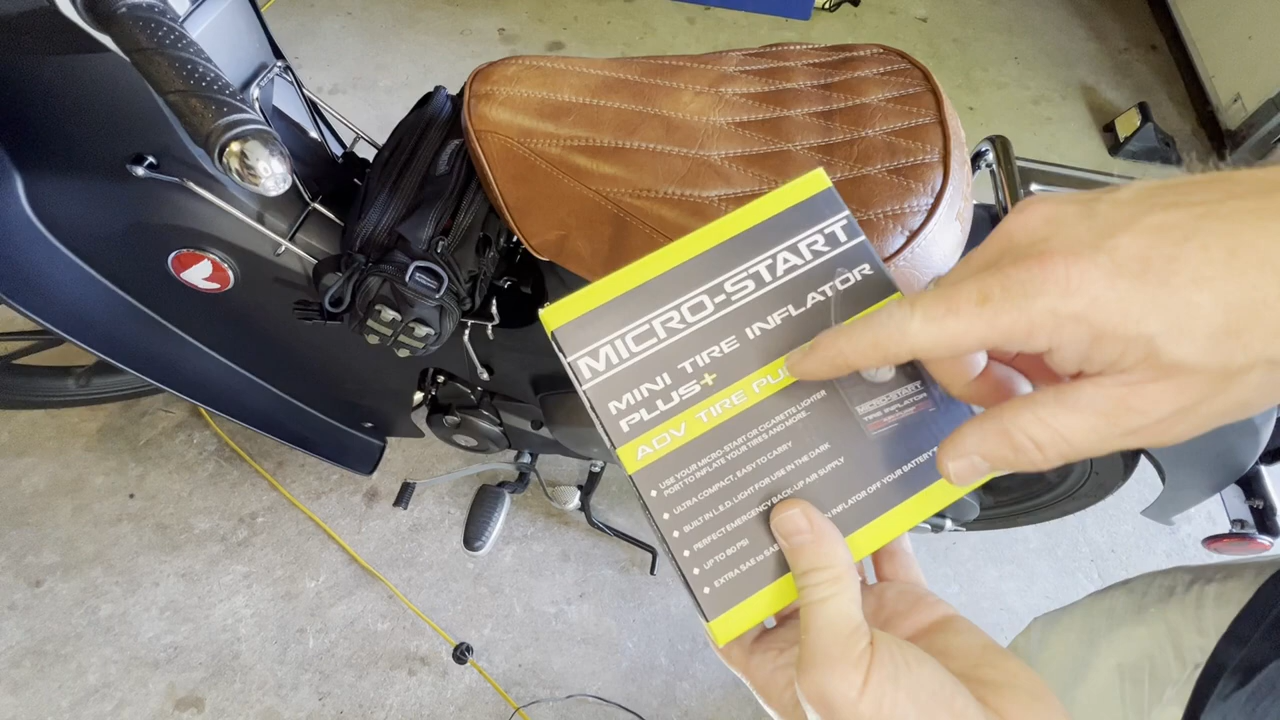 MICRO-START
MINI TIRE INFLATOR
PLUS+
ADV TIRE PU
USE YOUR MICRO-START OR CIGARETTE LIGHTER
PORT TO INFLATE YOUR TIRES AND MORE...
ULTRA COMPACT, EASY TO CARRY
BUILT IN L.E.D. LIGHT FOR USE IN THE DARK
PERFECT EMERGENCY BACK-UP AIR SUPPLY
UP TO 80 PSI
EXTRA SAE to SAE
N INFLATOR OFF YOUR BATTERY
MICRO-START
TIRE INFLATOR